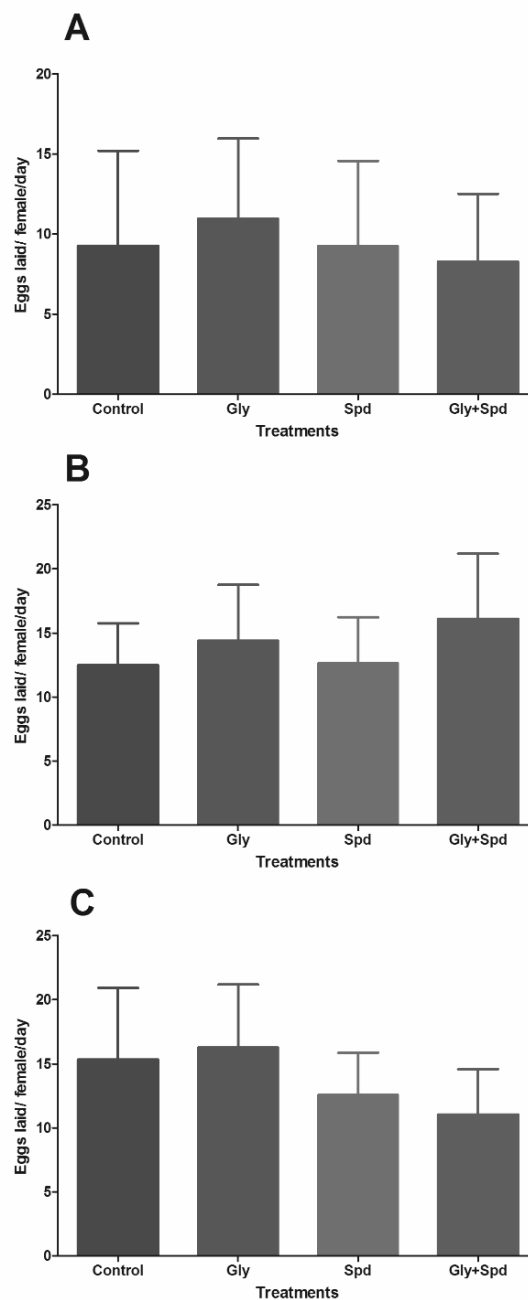 A
20
15
10
5
0
Eggs laid/ female/day
Control Gly Spd Gly+Spd
Treatments
B
25
20
15
10
5
0
Eggs laid/ female/day
Control Gly Spd Gly+Spd
Treatments
C
25
20
15
10
5
0
Eggs laid/ female/day
Control Gly Spd Gly+Spd
Treatments